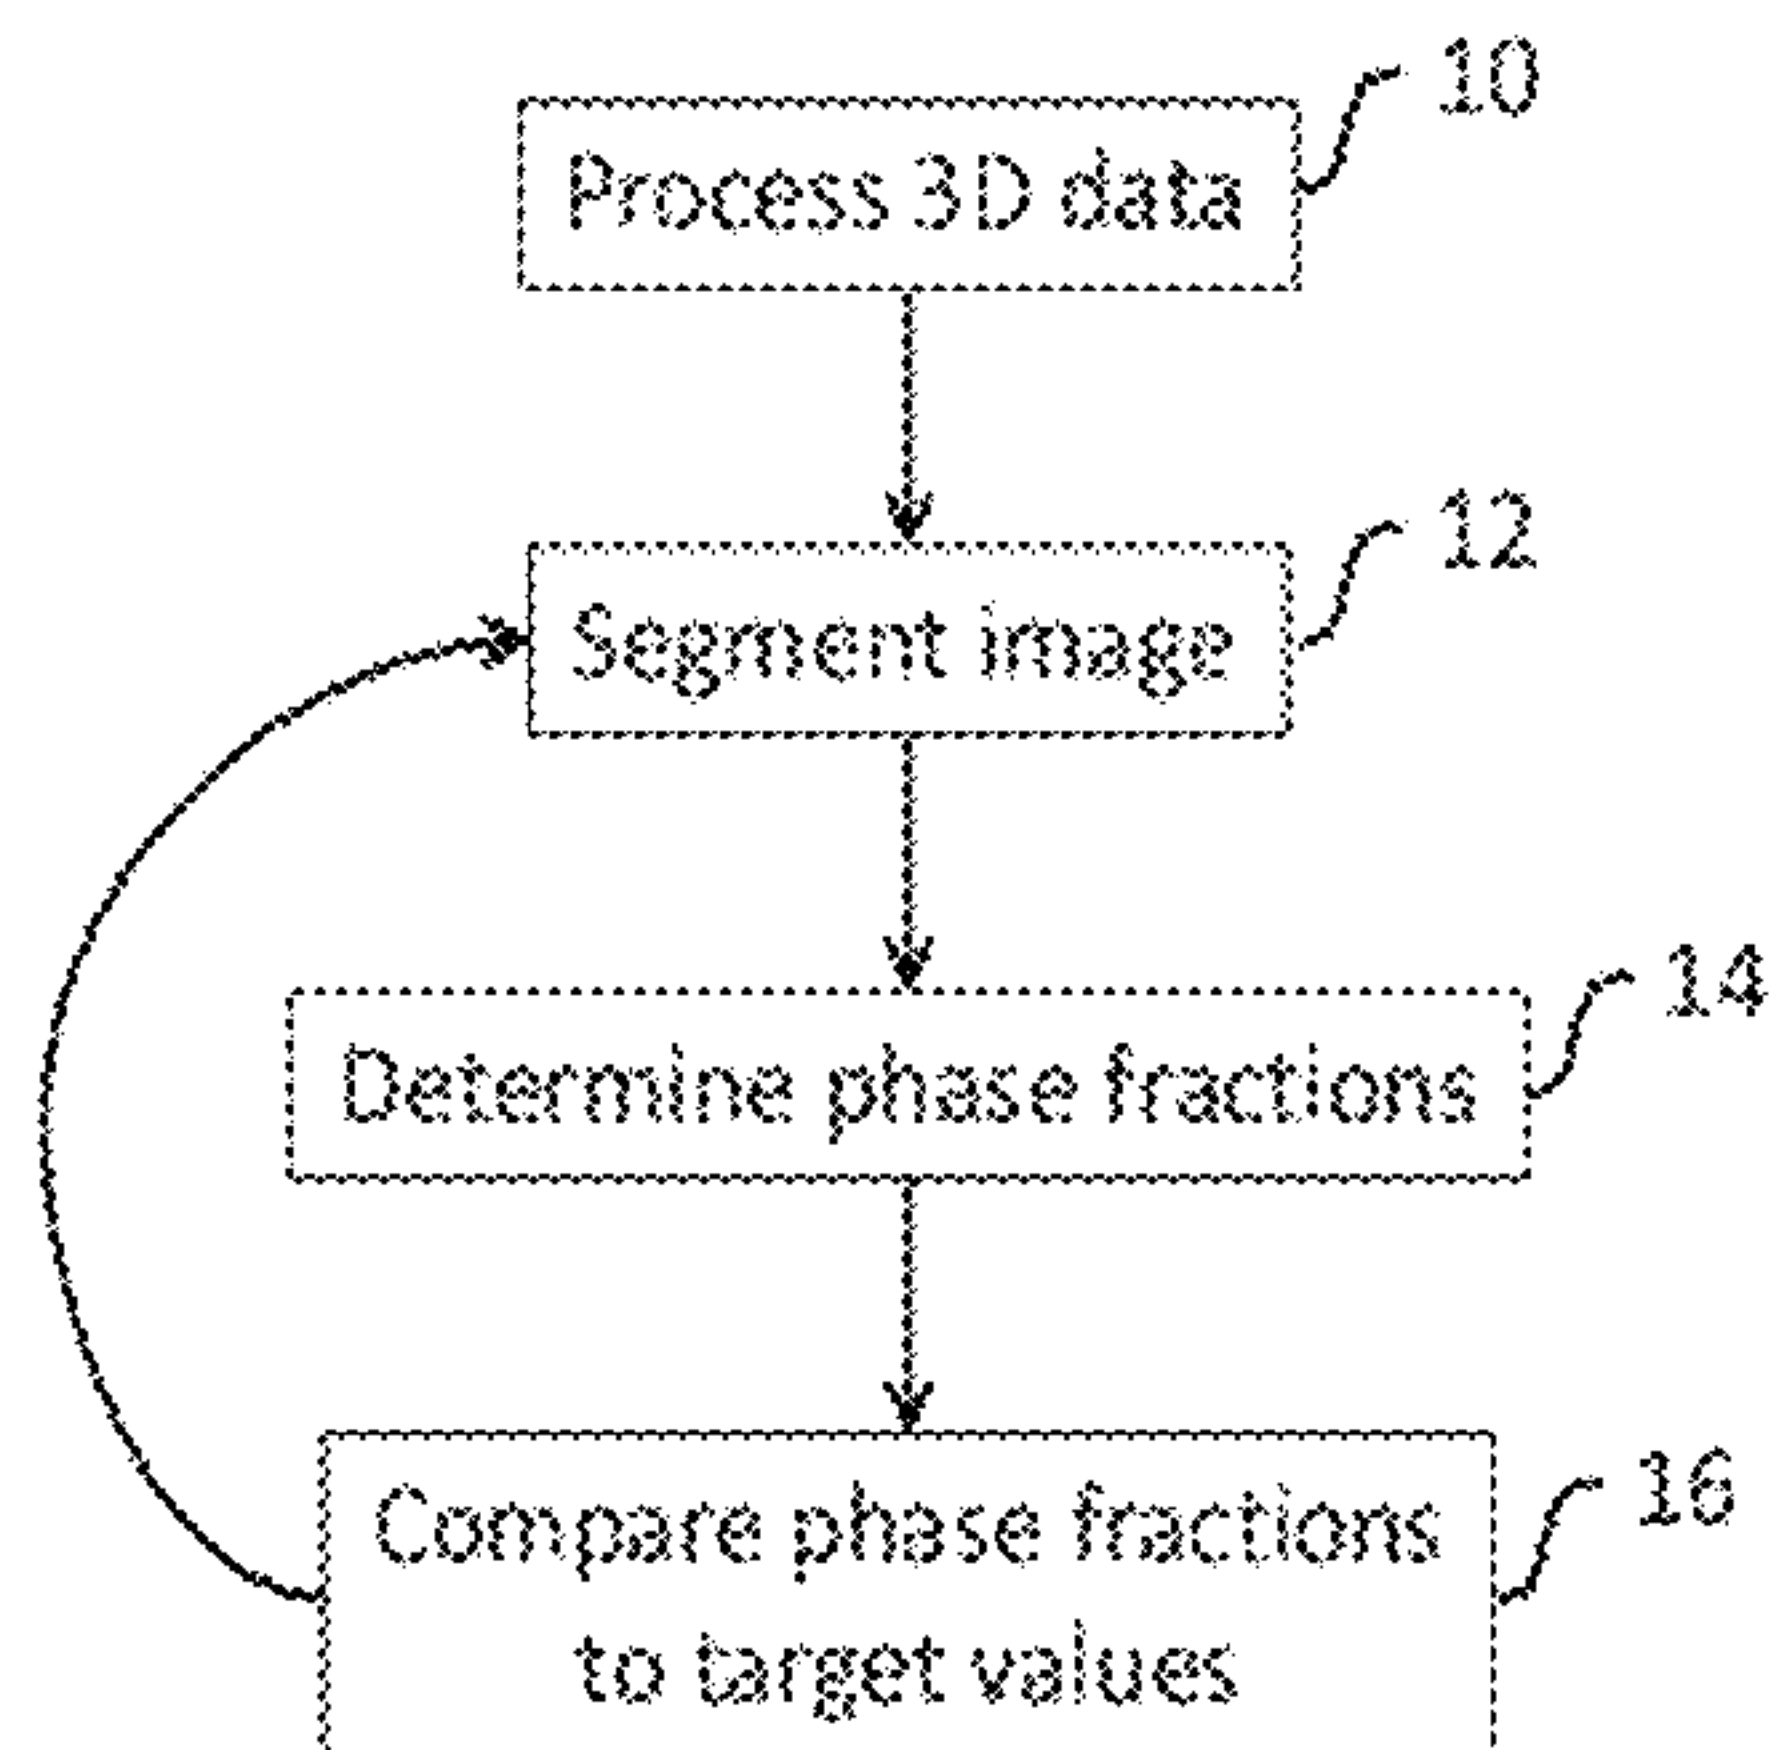 10
Process 3D data
12
Segment image
14
Determine phase fractions
16
Compare phase fractions
to target values